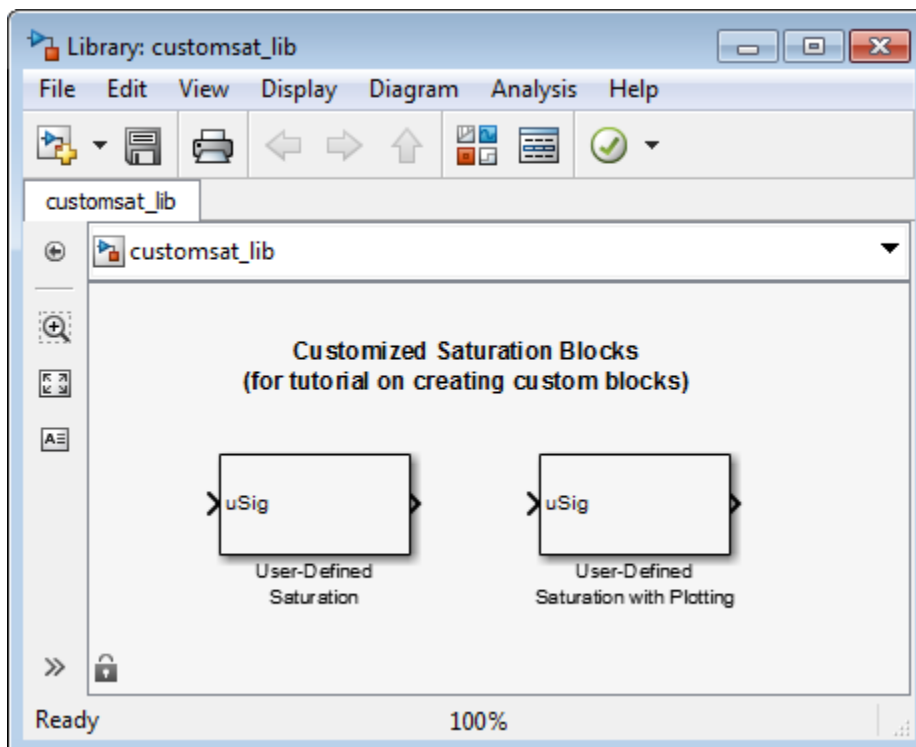 Library: customsat_lib
File Edit View Display Diagram Analysis Help
customsat_lib
customsat_lib
Customized Saturation Blocks
(for tutorial on creating custom blocks)
uSig uSig
User-Defined User-Defined
Saturation Saturation with Plotting
Ready 100%